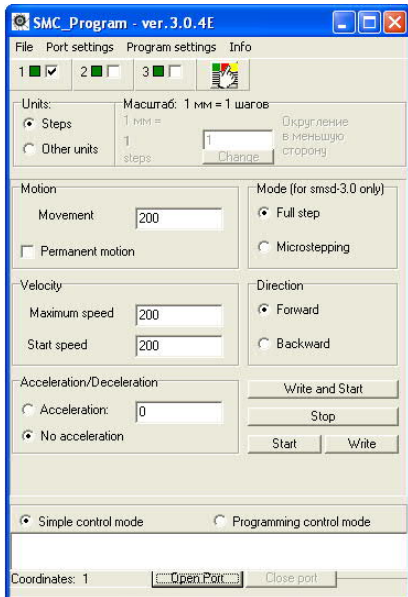 SMC_Program - ver.3.0.4E
File Port settings Program settings Info
1 2 3
Units:
Масштаб: 1 мм = 1 шагов
Steps
1 мм =
Округление
Other units
1
1
в меньшую
steps
Change
сторону
Motion
Mode (for smsd-3.0 only)
Movement 200
Full step
Permanent motion
Microstepping
Velocity
Direction
Maximum speed 200
Forward
Start speed 200
Backward
Acceleration/Deceleration
Write and Start
Acceleration: 0
Stop
No acceleration
Start Write
Simple control mode Programming control mode
Coordinates: 1 Open Port Close port